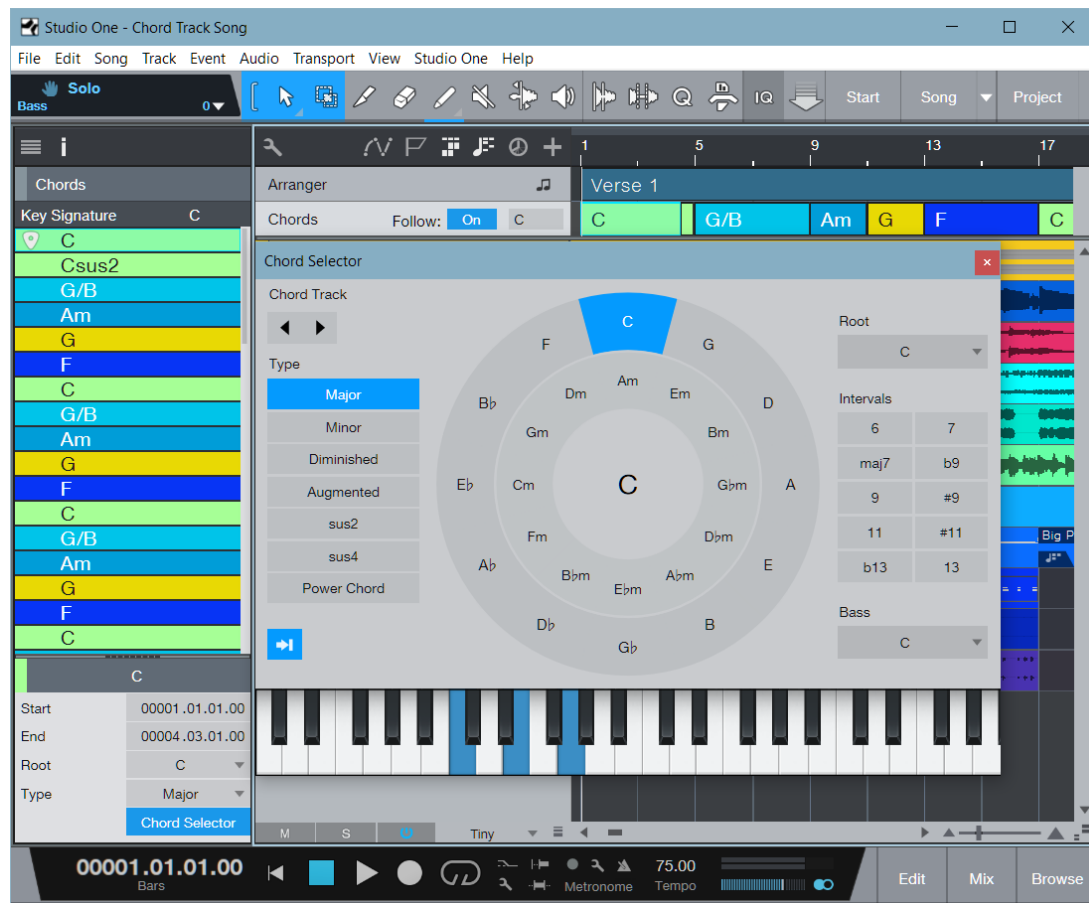 Studio One - Chord Track Song
File Edit Song Track Event Audio Transport View Studio One Help
Solo
Bass 0
IQ Start Song Project
i
1 5 9 13 17
Chords
Arranger
Verse 1
Key Signature C
Chords Follow: On C
C G/B Am G F C
C
Csus2
G/B
Am
G
F
C
G/B
Am
G
F
C
G/B
Am
G
F
C
Chord Selector
Chord Track
Type
Major
Minor
Diminished
Augmented
sus2
sus4
Power Chord
C
G
D
A
E
B
G♭
D♭
A♭
E♭
B♭
F
Am
Em
Bm
G♭m
D♭m
A♭m
E♭m
B♭m
Fm
Cm
Gm
Dm
C
Root
C
Intervals
6 7
maj7 b9
9 #9
11 #11
b13 13
Bass
C
Big P
C
Start 00001.01.01.00
End 00004.03.01.00
Root C
Type Major
Chord Selector
M S Tiny
00001.01.01.00
Bars
Metronome
75.00
Tempo
Edit Mix Browse